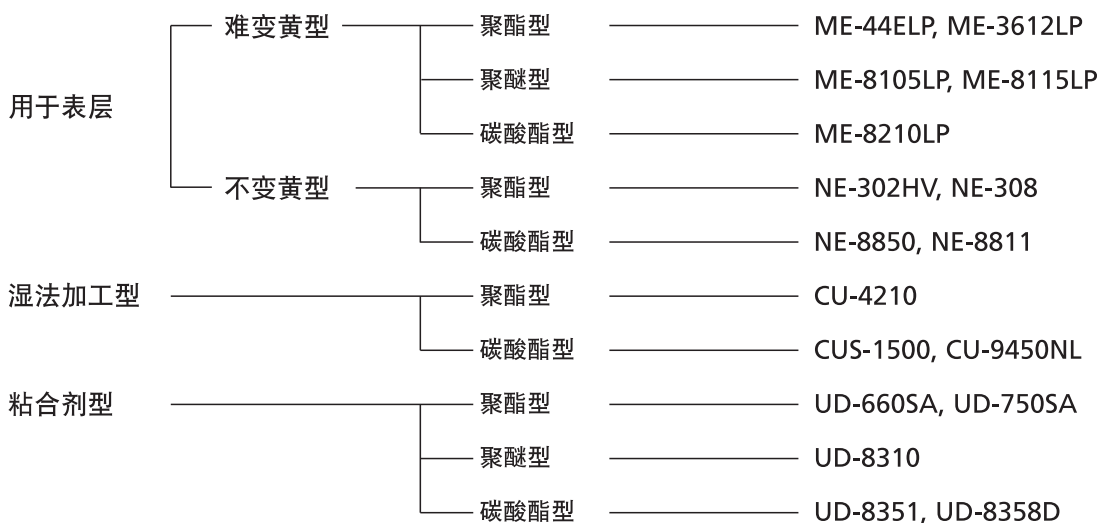 难变黄型 聚酯型 ME-44ELP, ME-3612LP
聚醚型 ME-8105LP, ME-8115LP
用于表层
碳酸酯型 ME-8210LP
不变黄型 聚酯型 NE-302HV, NE-308
碳酸酯型 NE-8850, NE-8811
湿法加工型 聚酯型 CU-4210
碳酸酯型 CUS-1500, CU-9450NL
粘合剂型 聚酯型 UD-660SA, UD-750SA
聚醚型 UD-8310
碳酸酯型 UD-8351, UD-8358D